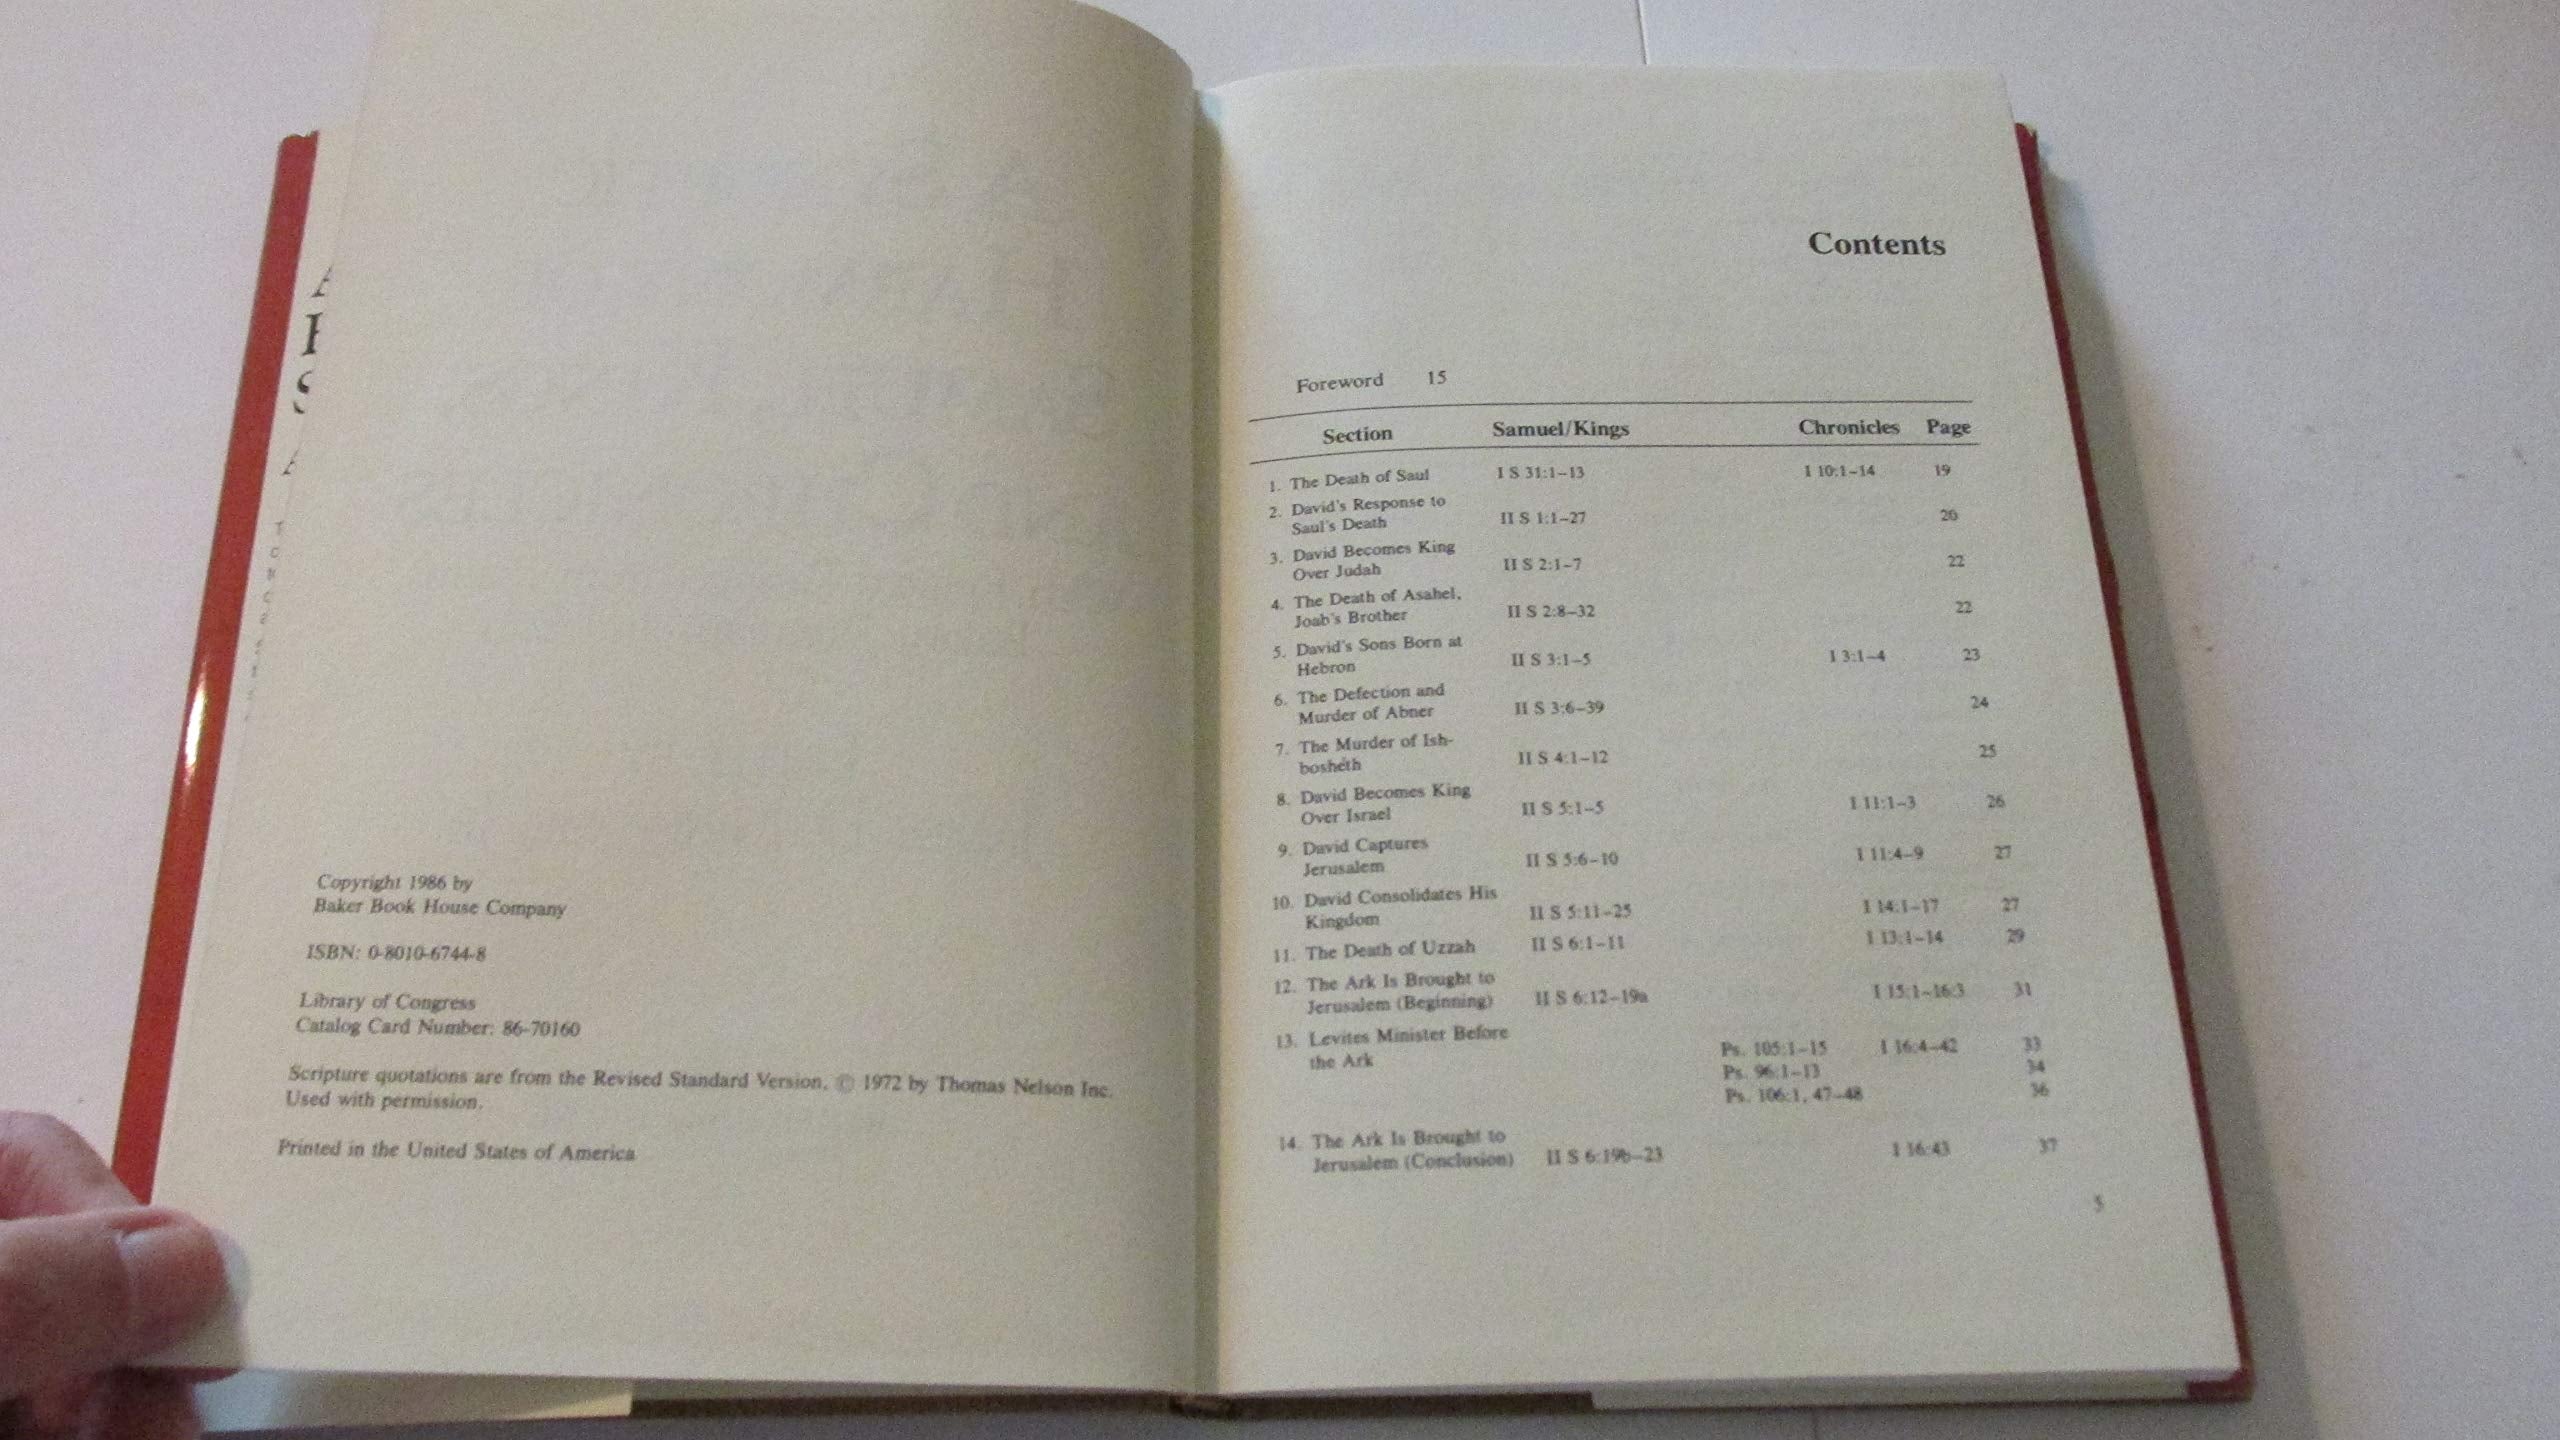 Copyright 1986 by
Baker Book House Company
ISBN: 0-8010-6744-8
Library of Congress
Catalog Card Number: 86-70160
Scripture quotations are from the Revised Standard Version, © 1972 by Thomas Nelson Inc.
Used with permission.
Printed in the United States of America
Contents
Foreword 15
Section Samuel/Kings Chronicles Page
1. The Death of Saul I S 31:1–13 I 10:1–14 19
2. David's Response to
Saul's Death II S 1:1–27 20
3. David Becomes King
Over Judah II S 2:1–7 22
4. The Death of Asahel,
Joab's Brother II S 2:8–32 22
5. David's Sons Born at
Hebron II S 3:1–5 I 3:1–4 23
6. The Defection and
Murder of Abner II S 3:6–39 24
7. The Murder of Ish-
bosheth II S 4:1–12 25
8. David Becomes King
Over Israel II S 5:1–5 I 11:1–3 26
9. David Captures
Jerusalem II S 5:6–10 I 11:4–9 27
10. David Consolidates His
Kingdom II S 5:11–25 I 14:1–17 27
11. The Death of Uzzah II S 6:1–11 I 13:1–14 29
12. The Ark Is Brought to
Jerusalem (Beginning) II S 6:12–19a I 15:1–16:3 31
13. Levites Minister Before
the Ark Ps. 105:1–15 I 16:4–42 33
Ps. 96:1–13 34
Ps. 106:1, 47–48 36
14. The Ark Is Brought to
Jerusalem (Conclusion) II S 6:19b–23 I 16:43 37
5